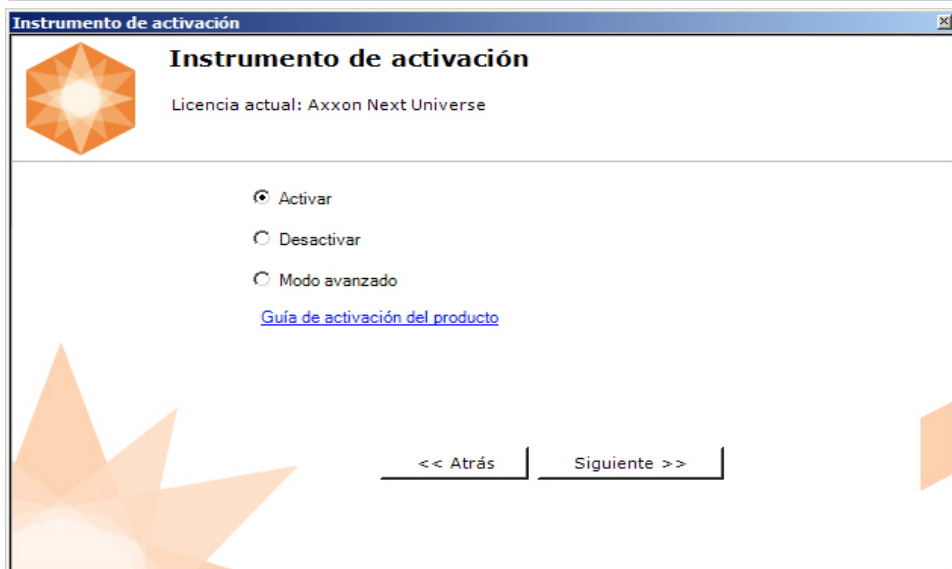 Instrumento de activación
Instrumento de activación
Licencia actual: Axxon Next Universe
Activar
Desactivar
Modo avanzado
Guía de activación del producto
<< Atrás
Siguiente >>